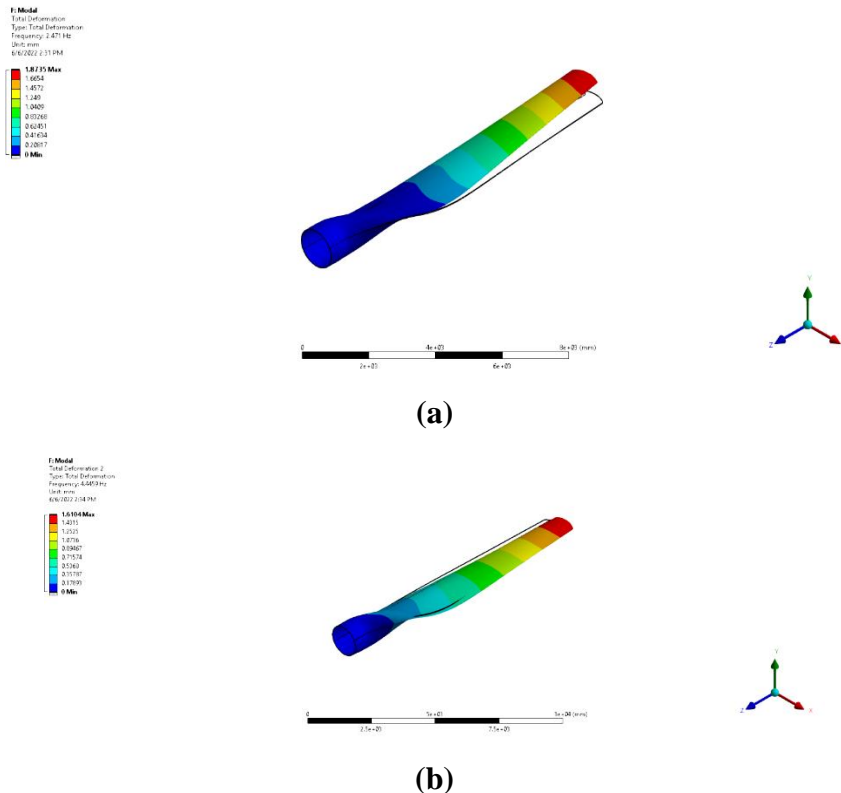 F: Modal
Total Deformation
Type: Total Deformation
Frequency: 2.471 Hz
Unit: mm
6/6/2022 2:31 PM
1.8735 Max
1.6654
1.4572
1.249
1.0409
0.83268
0.62451
0.41634
0.20817
0 Min
Y
Z
0
4e+03
8e+03 (mm)
2e+03
6e+03
(a)
F: Modal
Total Deformation 2
Type: Total Deformation
Frequency: 4.4459 Hz
Unit: mm
6/6/2022 2:34 PM
1.6104 Max
1.4315
1.2525
1.0736
0.89467
0.71574
0.5368
0.35787
0.17893
0 Min
Y
Z
X
0
1e+04 (mm)
2.5e+03
7.5e+03
(b)